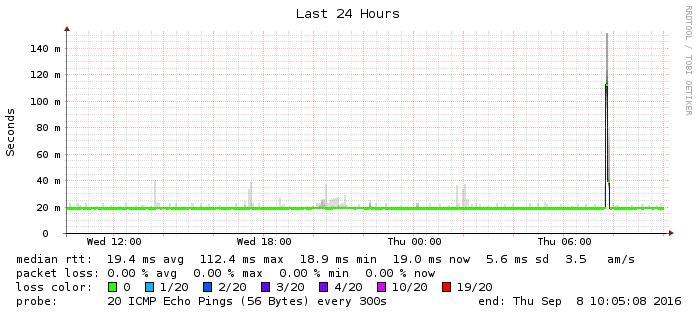 Last 24 Hours
RRDTOOL / TOBI OETIKER
Seconds
140 m
120 m
100 m
80 m
60 m
40 m
20 m
0
Wed 12:00 Wed 18:00 Thu 00:00 Thu 06:00
median rtt: 19.4 ms avg 112.4 ms max 18.9 ms min 19.0 ms now 5.6 ms sd 3.5 am/s
packet loss: 0.00 % avg 0.00 % max 0.00 % min 0.00 % now
loss color: 0 1/20 2/20 3/20 4/20 10/20 19/20
probe: 20 ICMP Echo Pings (56 Bytes) every 300s end: Thu Sep 8 10:05:08 2016